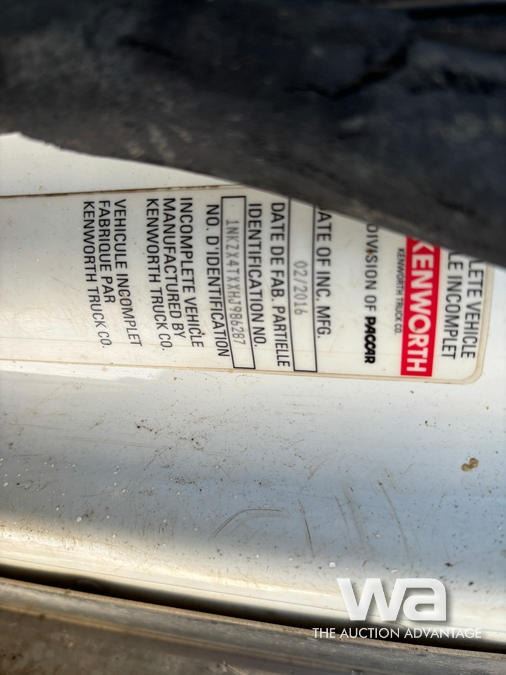 LETE VEHICLE
LE INCOMPLET
KENWORTH
KENWORTH TRUCK CO.
DIVISION OF PACCAR
ATE OF INC. MFG.
02/2016
DATE DE FAB. PARTIELLE
IDENTIFICATION NO.
1NKZX4TXXHJ986287
NO. D'IDENTIFICATION
INCOMPLETE VEHICLE
MANUFACTURED BY
KENWORTH TRUCK CO.
VEHICULE INCOMPLET
FABRIQUE PAR
KENWORTH TRUCK CO.
wa
THE AUCTION ADVANTAGE